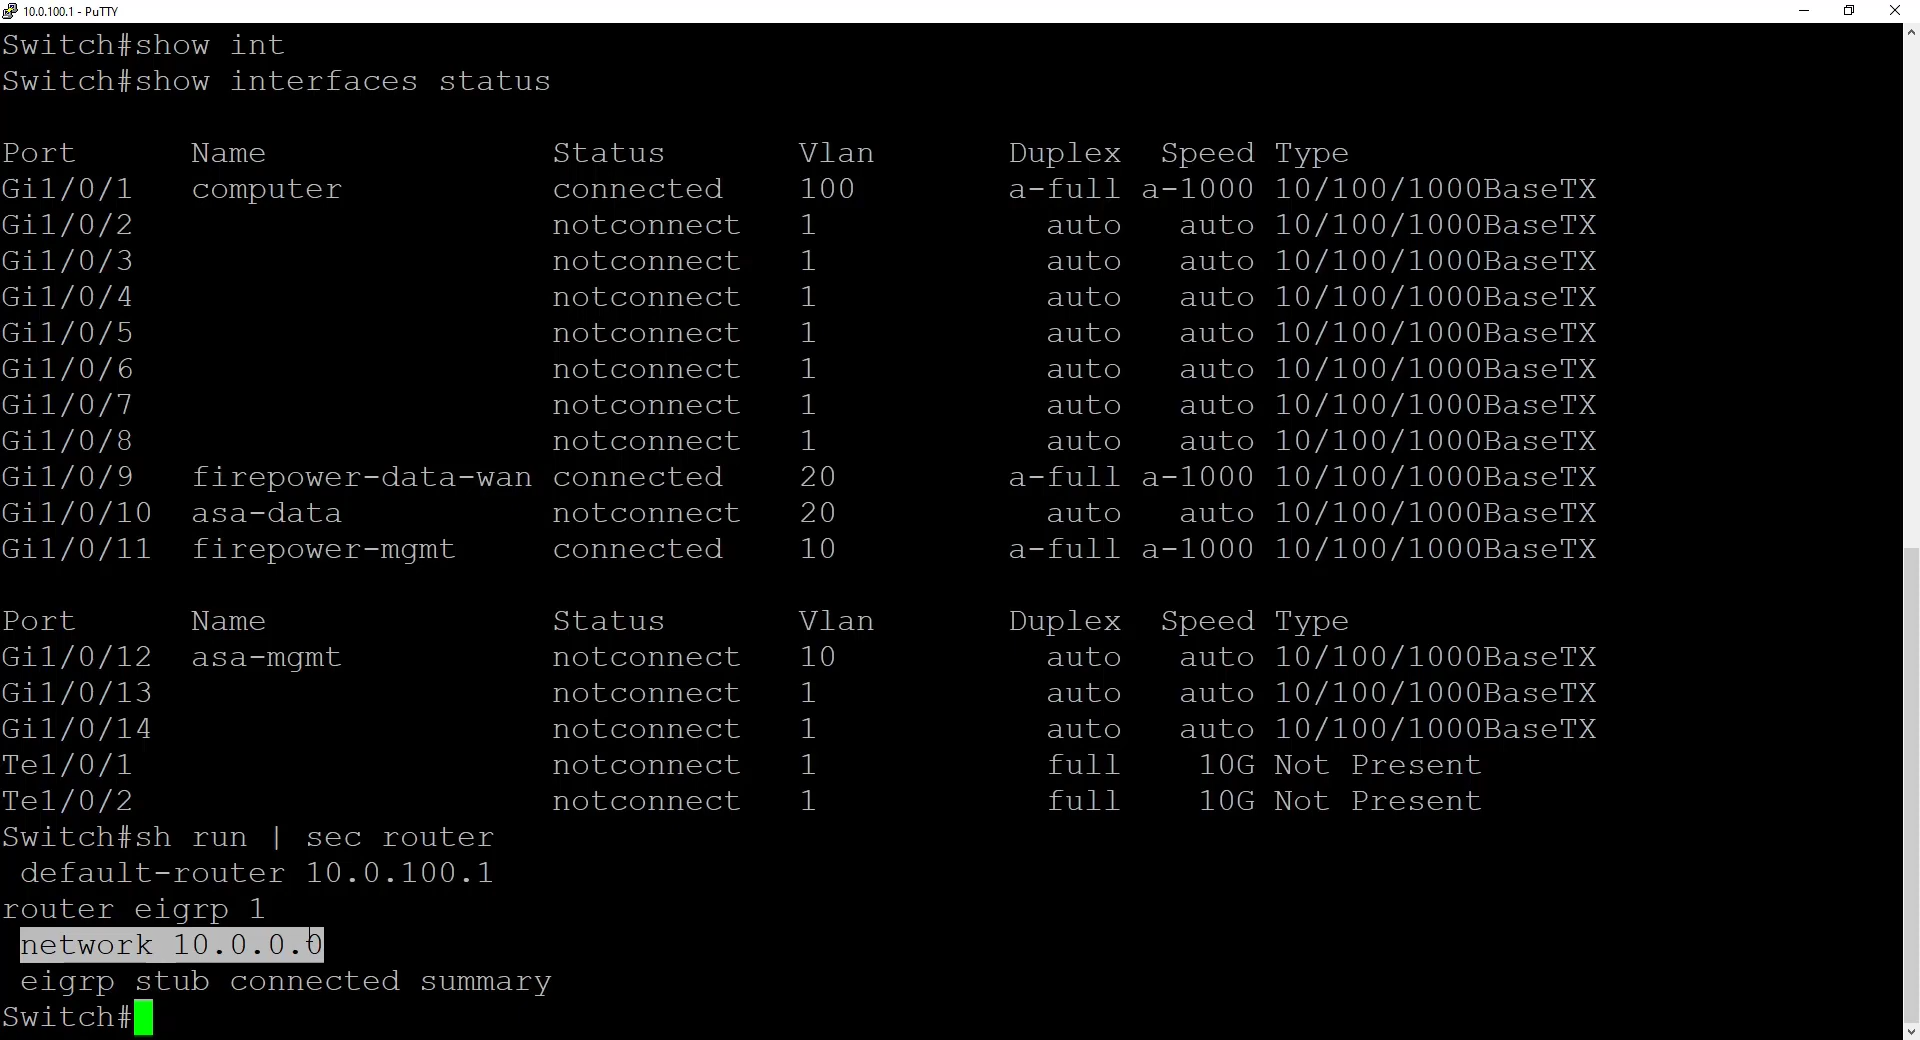 10.0.100.1 - PuTTY
Switch#show int
Switch#show interfaces status
Port Name Status Vlan Duplex Speed Type
Gi1/0/1 computer connected 100 a-full a-1000 10/100/1000BaseTX
Gi1/0/2 notconnect 1 auto auto 10/100/1000BaseTX
Gi1/0/3 notconnect 1 auto auto 10/100/1000BaseTX
Gi1/0/4 notconnect 1 auto auto 10/100/1000BaseTX
Gi1/0/5 notconnect 1 auto auto 10/100/1000BaseTX
Gi1/0/6 notconnect 1 auto auto 10/100/1000BaseTX
Gi1/0/7 notconnect 1 auto auto 10/100/1000BaseTX
Gi1/0/8 notconnect 1 auto auto 10/100/1000BaseTX
Gi1/0/9 firepower-data-wan connected 20 a-full a-1000 10/100/1000BaseTX
Gi1/0/10 asa-data notconnect 20 auto auto 10/100/1000BaseTX
Gi1/0/11 firepower-mgmt connected 10 a-full a-1000 10/100/1000BaseTX
Port Name Status Vlan Duplex Speed Type
Gi1/0/12 asa-mgmt notconnect 10 auto auto 10/100/1000BaseTX
Gi1/0/13 notconnect 1 auto auto 10/100/1000BaseTX
Gi1/0/14 notconnect 1 auto auto 10/100/1000BaseTX
Te1/0/1 notconnect 1 full 10G Not Present
Te1/0/2 notconnect 1 full 10G Not Present
Switch#sh run | sec router
default-router 10.0.100.1
router eigrp 1
network 10.0.0.0
eigrp stub connected summary
Switch#